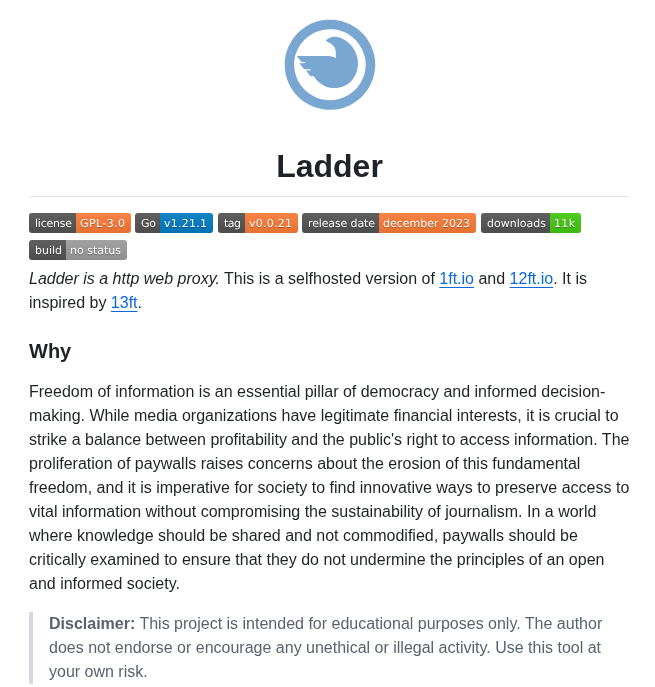 Ladder
license GPL-3.0 Go v1.21.1 tag v0.0.21 release date december 2023 downloads 11k
build no status
Ladder is a http web proxy. This is a selfhosted version of 1ft.io and 12ft.io. It is
inspired by 13ft.
Why
Freedom of information is an essential pillar of democracy and informed decision-
making. While media organizations have legitimate financial interests, it is crucial to
strike a balance between profitability and the public's right to access information. The
proliferation of paywalls raises concerns about the erosion of this fundamental
freedom, and it is imperative for society to find innovative ways to preserve access to
vital information without compromising the sustainability of journalism. In a world
where knowledge should be shared and not commodified, paywalls should be
critically examined to ensure that they do not undermine the principles of an open
and informed society.
Disclaimer: This project is intended for educational purposes only. The author
does not endorse or encourage any unethical or illegal activity. Use this tool at
your own risk.